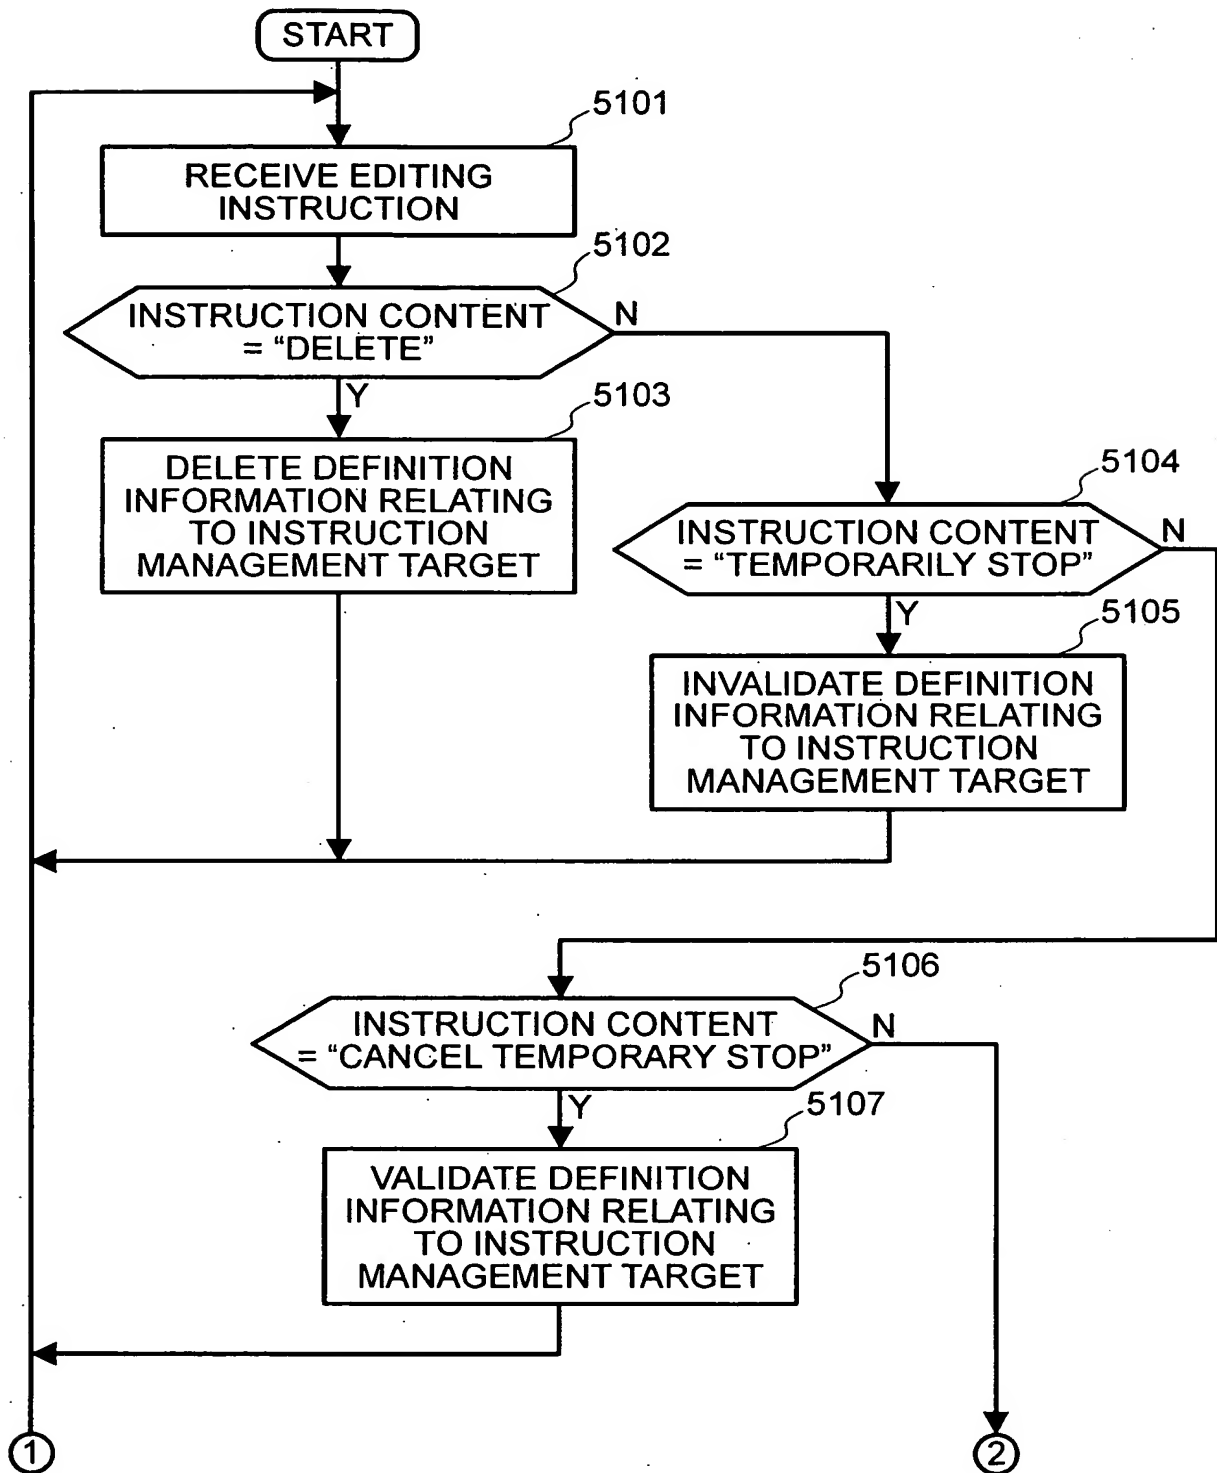 START
5101
RECEIVE EDITING
INSTRUCTION
5102
INSTRUCTION CONTENT
= “DELETE”
N
Y
5103
DELETE DEFINITION
INFORMATION RELATING
TO INSTRUCTION
MANAGEMENT TARGET
5104
INSTRUCTION CONTENT
= “TEMPORARILY STOP”
N
Y
5105
INVALIDATE DEFINITION
INFORMATION RELATING
TO INSTRUCTION
MANAGEMENT TARGET
5106
INSTRUCTION CONTENT
= “CANCEL TEMPORARY STOP”
N
Y
5107
VALIDATE DEFINITION
INFORMATION RELATING
TO INSTRUCTION
MANAGEMENT TARGET
1
2